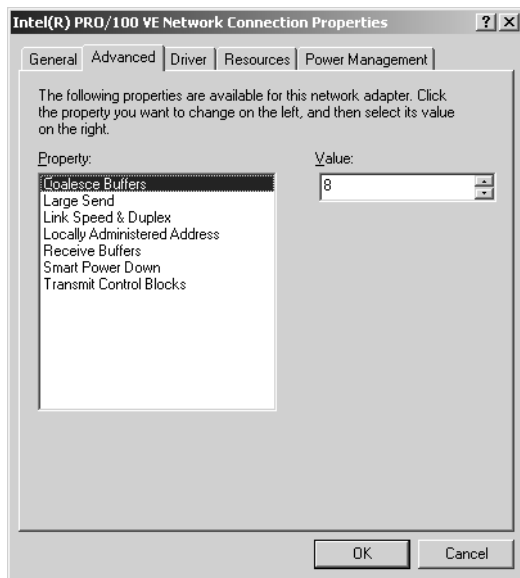 Intel(R) PRO/100 VE Network Connection Properties
General Advanced Driver Resources Power Management
The following properties are available for this network adapter. Click
the property you want to change on the left, and then select its value
on the right.
Property: Value:
Coalesce Buffers 8
Large Send
Link Speed & Duplex
Locally Administered Address
Receive Buffers
Smart Power Down
Transmit Control Blocks
OK Cancel